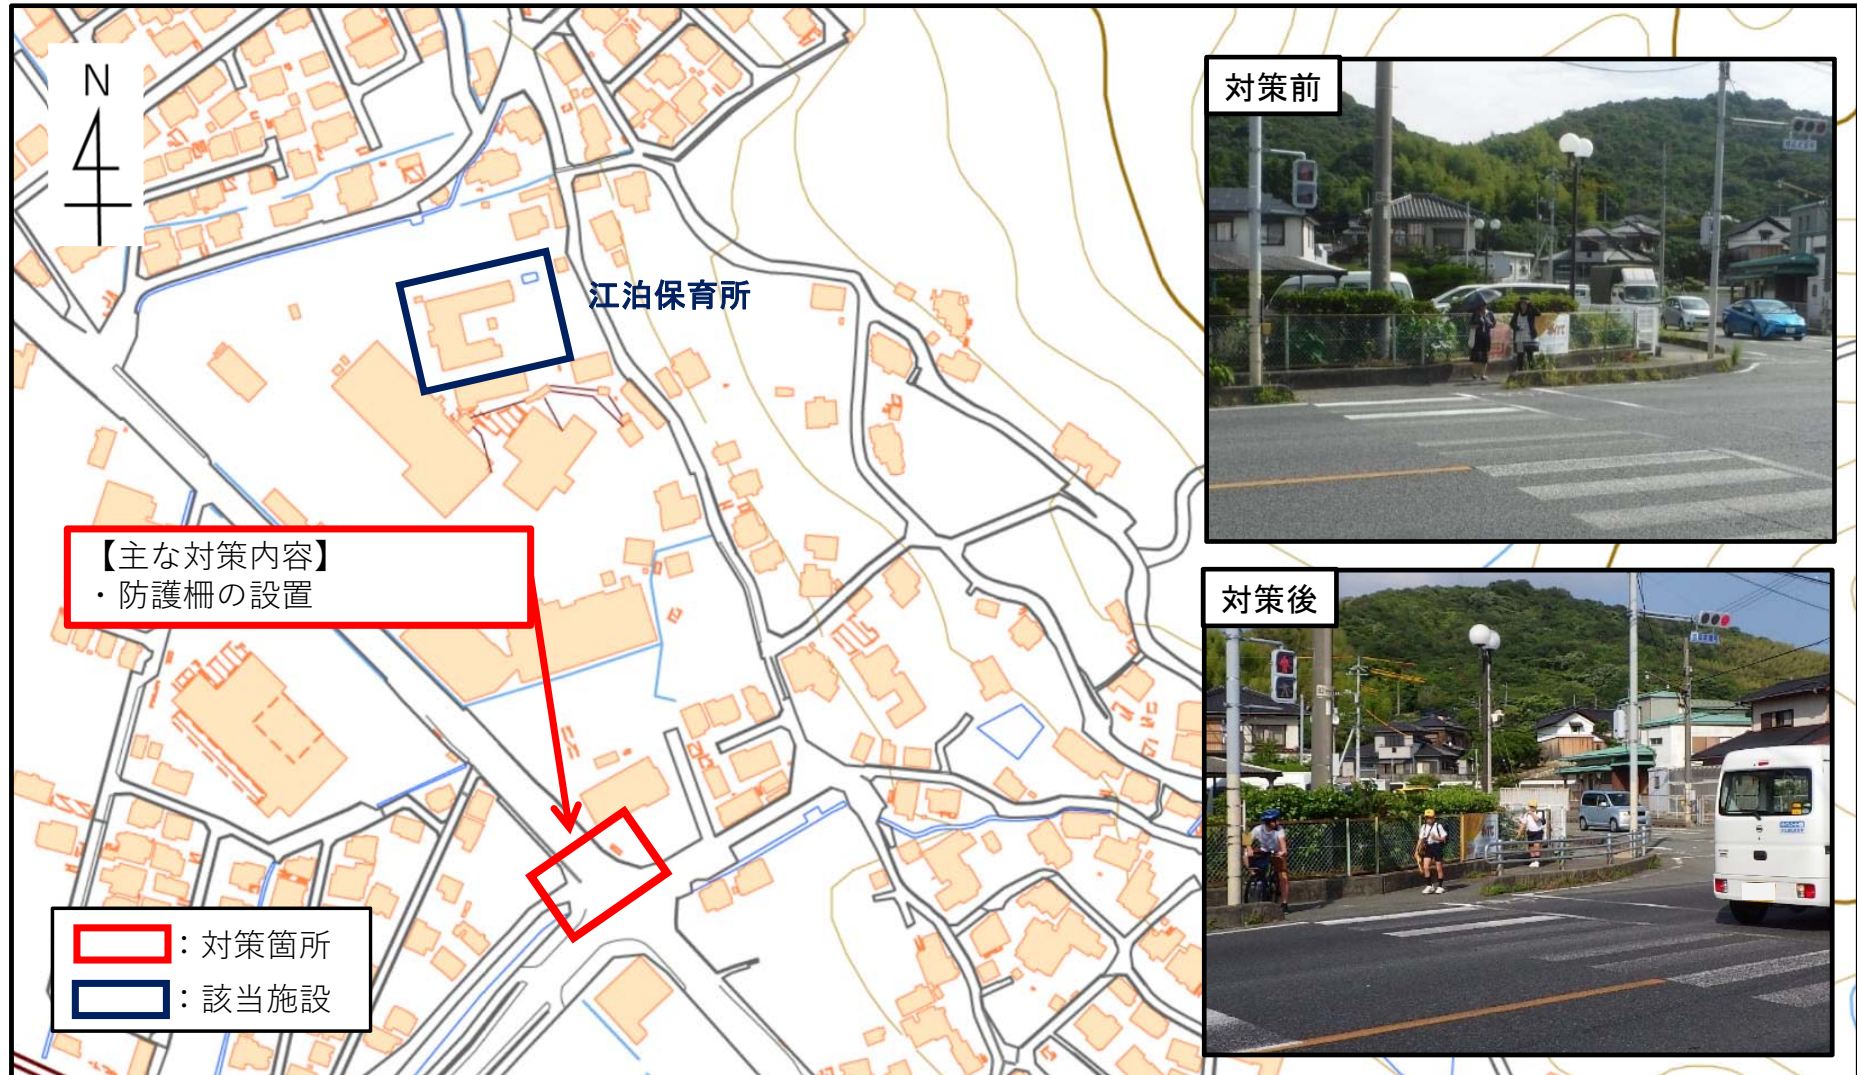 N
江泊保育所
【主な対策内容】
・防護柵の設置
：対策箇所
：該当施設
対策前
対策後